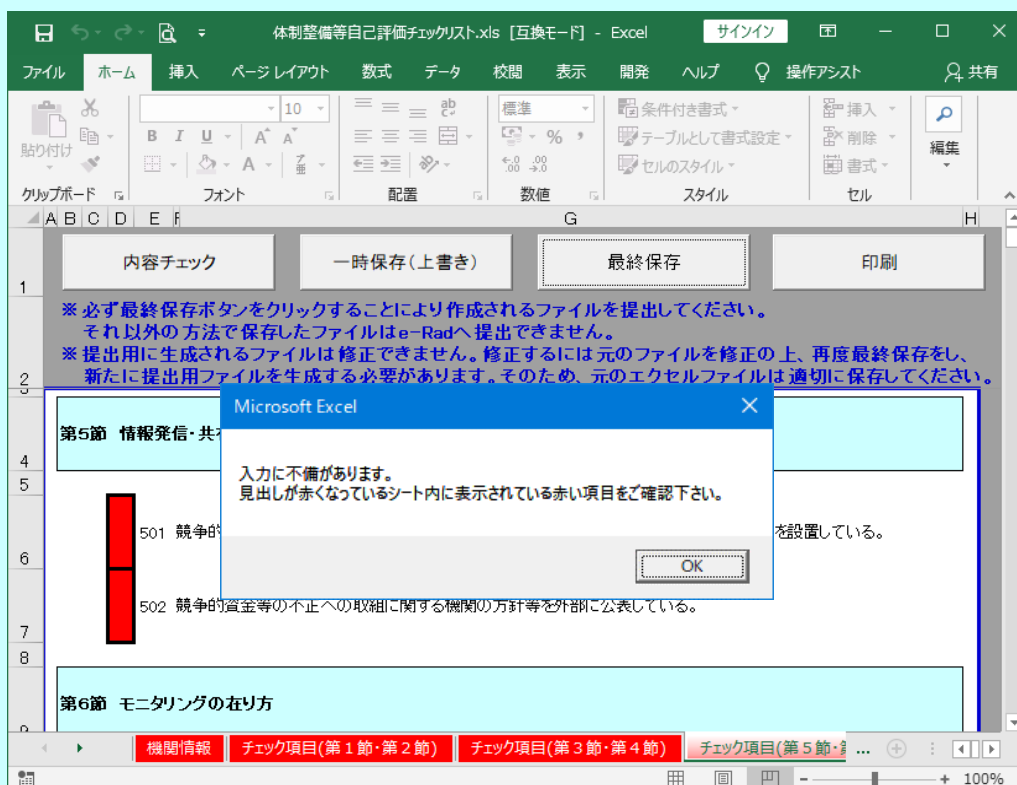 体制整備等自己評価チェックリスト.xls [互換モード] - Excel
サインイン
ファイル ホーム 挿入 ページ レイアウト 数式 データ 校閲 表示 開発 ヘルプ 操作アシスト 共有
貼り付け
B I U A A
A 亜
10
ab
標準
% ,
.0 .00
.00 .0
条件付き書式
テーブルとして書式設定
セルのスタイル
挿入
削除
書式
編集
クリップボード フォント 配置 数値 スタイル セル
A B C D E F G H
1
内容チェック 一時保存(上書き) 最終保存 印刷
※必ず最終保存ボタンをクリックすることにより作成されるファイルを提出してください。
それ以外の方法で保存したファイルはe-Radへ提出できません。
※提出用に生成されるファイルは修正できません。修正するには元のファイルを修正の上、再度最終保存をし、
2
新たに提出用ファイルを生成する必要があります。そのため、元のエクセルファイルは適切に保存してください。
3
Microsoft Excel
入力に不備があります。
見出しが赤くなっているシート内に表示されている赤い項目をご確認下さい。
OK
4
第5節 情報発信・共
5
6
501 競争的
を設置している。
7
502 競争的資金等の不正への取組に関する機関の方針等を外部に公表している。
8
第6節 モニタリングの在り方
機関情報 チェック項目(第1節・第2節) チェック項目(第3節・第4節) チェック項目(第5節・ ...
100%